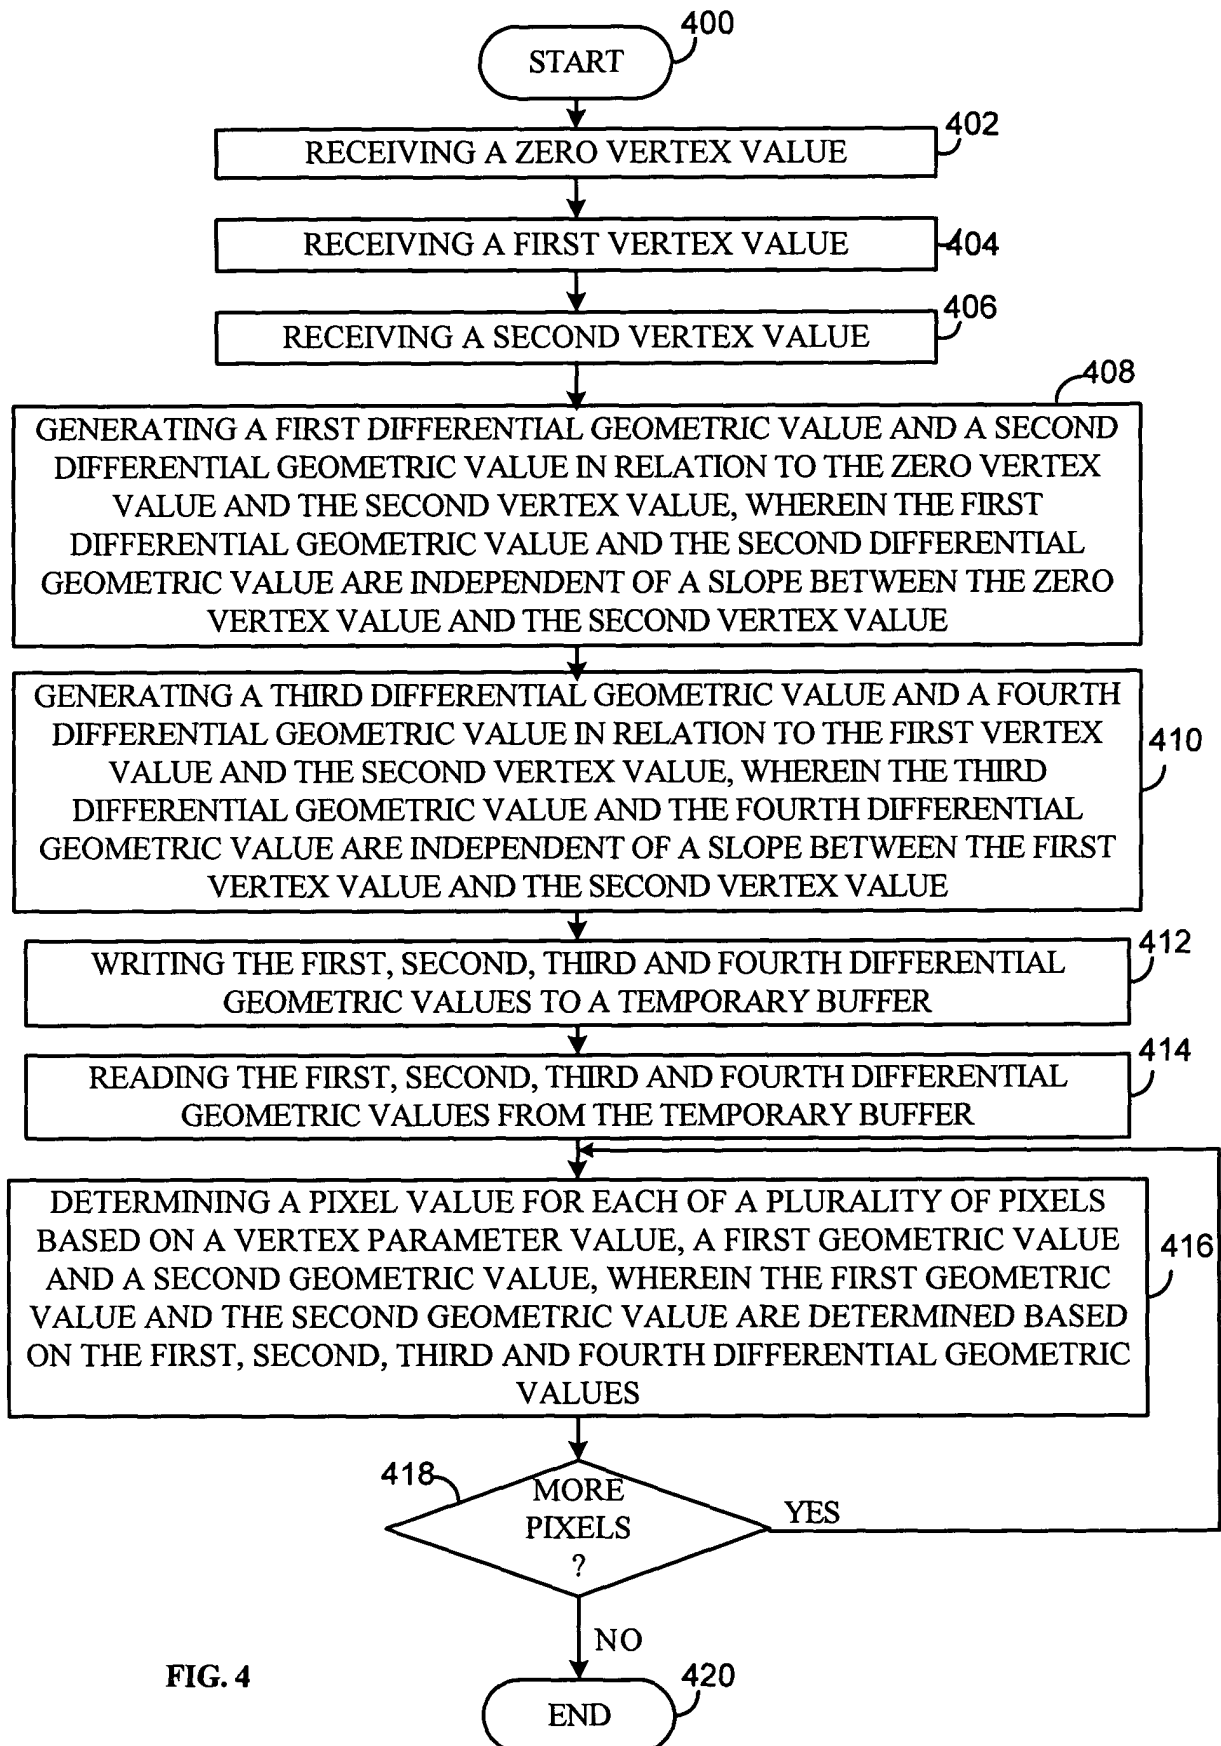 400
START
402
RECEIVING A ZERO VERTEX VALUE
RECEIVING A FIRST VERTEX VALUE
404
406
RECEIVING A SECOND VERTEX VALUE
408
GENERATING A FIRST DIFFERENTIAL GEOMETRIC VALUE AND A SECOND
DIFFERENTIAL GEOMETRIC VALUE IN RELATION TO THE ZERO VERTEX
VALUE AND THE SECOND VERTEX VALUE, WHEREIN THE FIRST
DIFFERENTIAL GEOMETRIC VALUE AND THE SECOND DIFFERENTIAL
GEOMETRIC VALUE ARE INDEPENDENT OF A SLOPE BETWEEN THE ZERO
VERTEX VALUE AND THE SECOND VERTEX VALUE
GENERATING A THIRD DIFFERENTIAL GEOMETRIC VALUE AND A FOURTH
DIFFERENTIAL GEOMETRIC VALUE IN RELATION TO THE FIRST VERTEX
VALUE AND THE SECOND VERTEX VALUE, WHEREIN THE THIRD
DIFFERENTIAL GEOMETRIC VALUE AND THE FOURTH DIFFERENTIAL
GEOMETRIC VALUE ARE INDEPENDENT OF A SLOPE BETWEEN THE FIRST
VERTEX VALUE AND THE SECOND VERTEX VALUE
410
412
WRITING THE FIRST, SECOND, THIRD AND FOURTH DIFFERENTIAL
GEOMETRIC VALUES TO A TEMPORARY BUFFER
414
READING THE FIRST, SECOND, THIRD AND FOURTH DIFFERENTIAL
GEOMETRIC VALUES FROM THE TEMPORARY BUFFER
DETERMINING A PIXEL VALUE FOR EACH OF A PLURALITY OF PIXELS
BASED ON A VERTEX PARAMETER VALUE, A FIRST GEOMETRIC VALUE
AND A SECOND GEOMETRIC VALUE, WHEREIN THE FIRST GEOMETRIC
VALUE AND THE SECOND GEOMETRIC VALUE ARE DETERMINED BASED
ON THE FIRST, SECOND, THIRD AND FOURTH DIFFERENTIAL GEOMETRIC
VALUES
416
418
MORE
PIXELS
?
YES
NO
FIG. 4
420
END